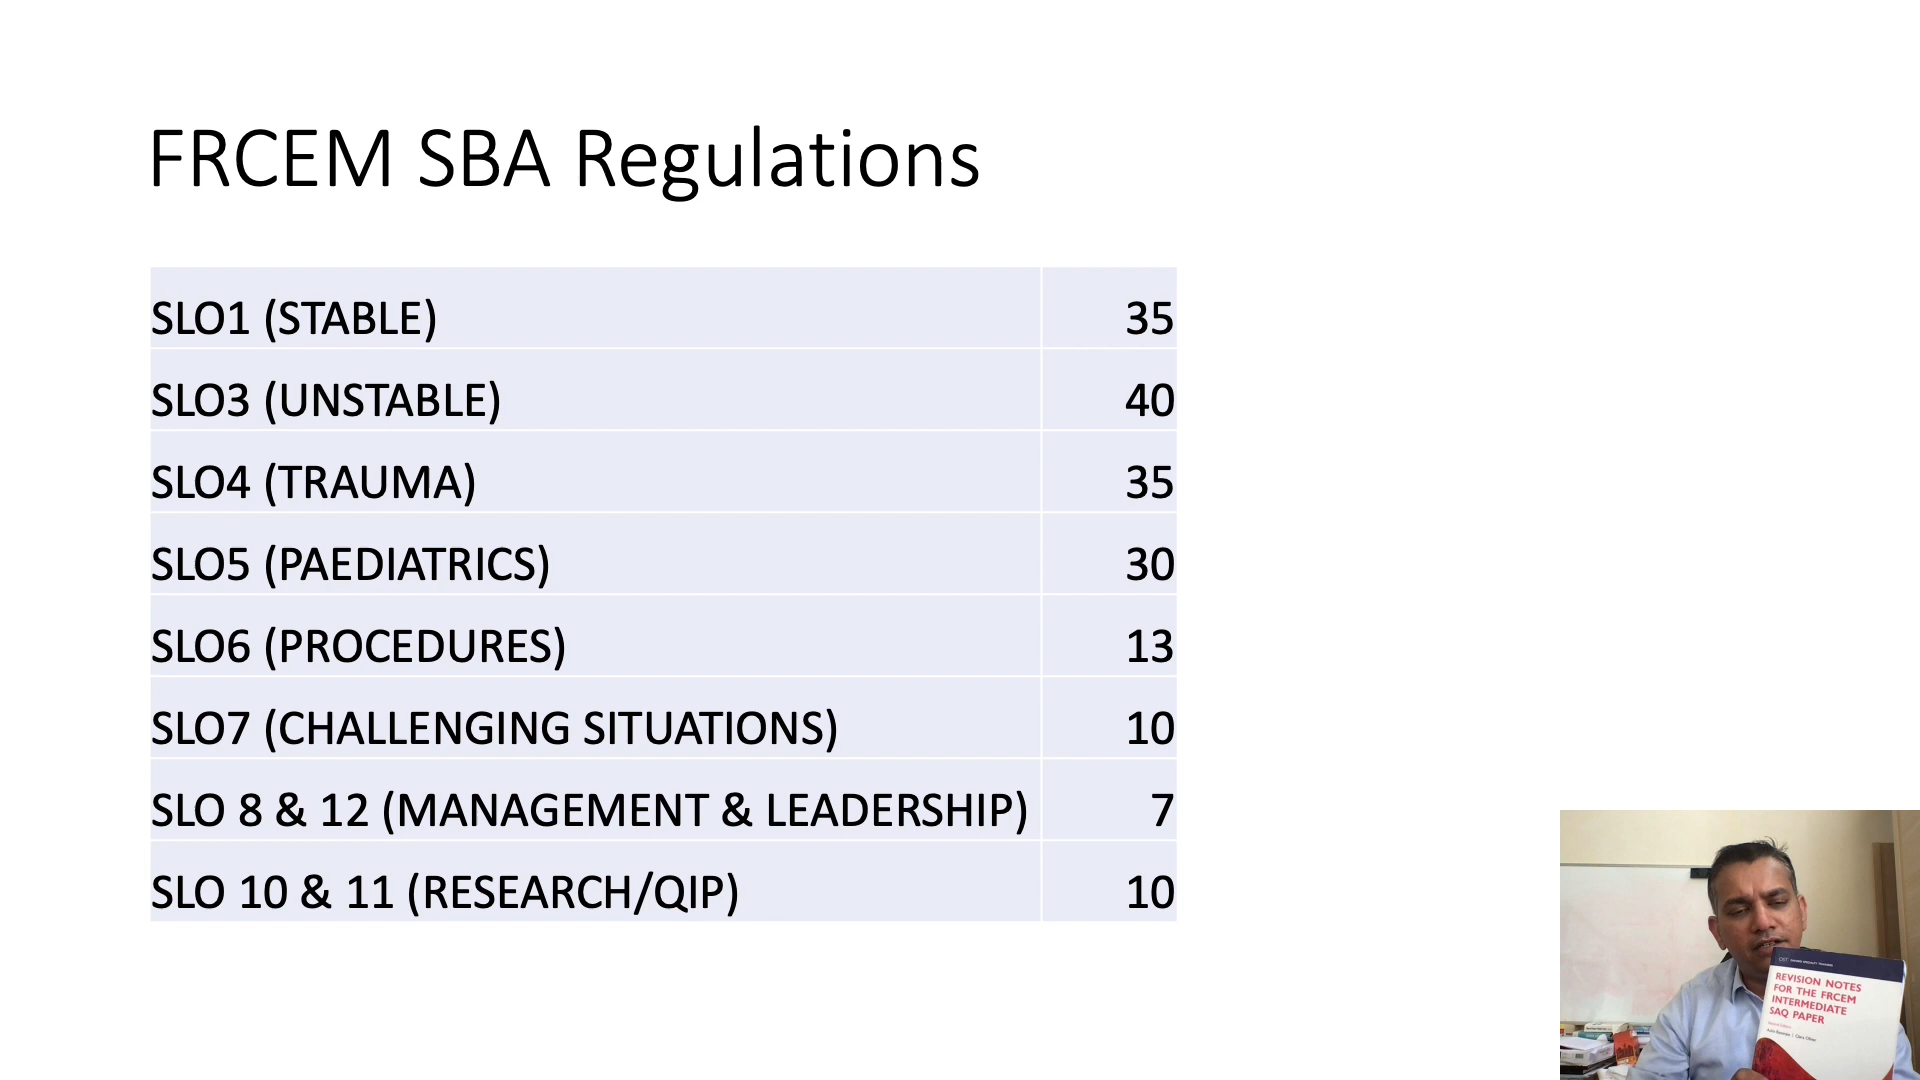 FRCEM SBA Regulations
SLO1 (STABLE) 35
SLO3 (UNSTABLE) 40
SLO4 (TRAUMA) 35
SLO5 (PAEDIATRICS) 30
SLO6 (PROCEDURES) 13
SLO7 (CHALLENGING SITUATIONS) 10
SLO 8 & 12 (MANAGEMENT & LEADERSHIP) 7
SLO 10 & 11 (RESEARCH/QIP) 10
REVISION NOTES
FOR THE FRCEM
INTERMEDIATE
SAQ PAPER